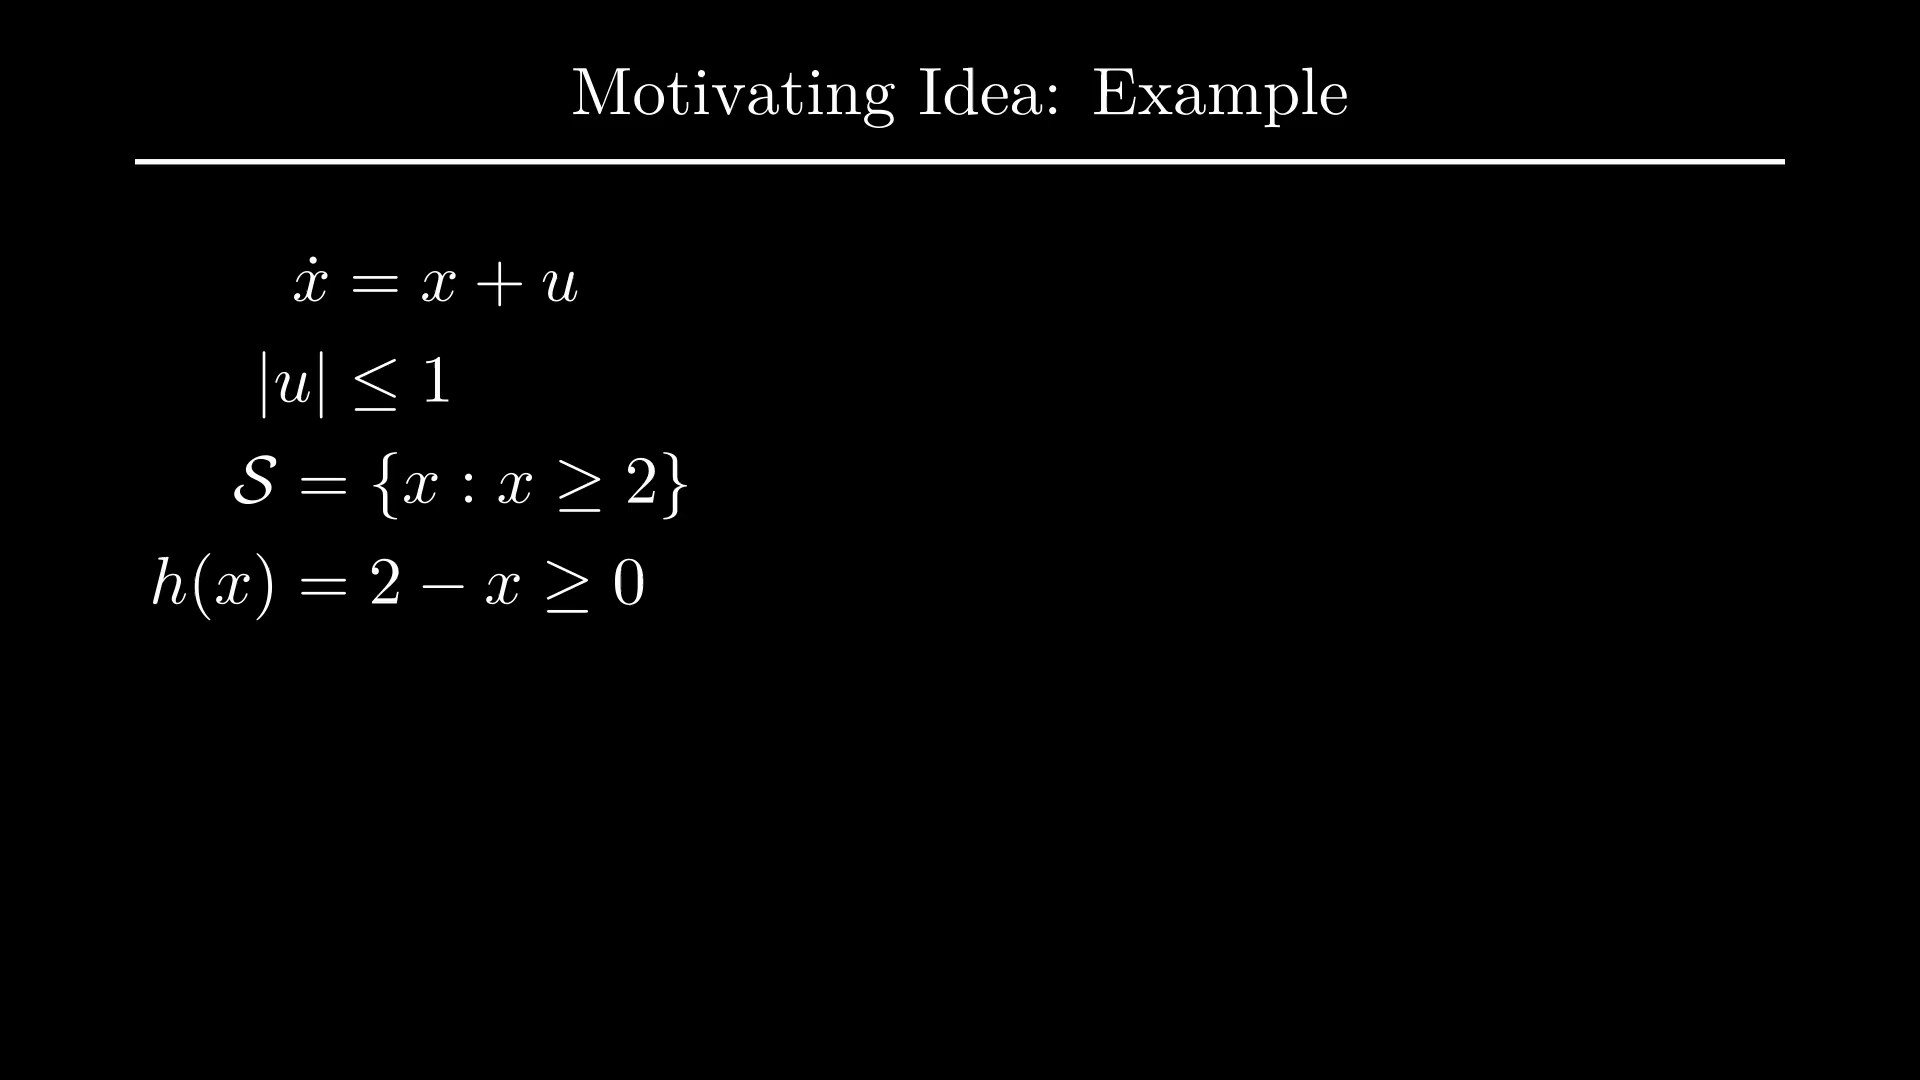 Motivating Idea: Example
ẋ = x + u
|u| ≤ 1
𝒮 = {x : x ≥ 2}
h(x) = 2 − x ≥ 0